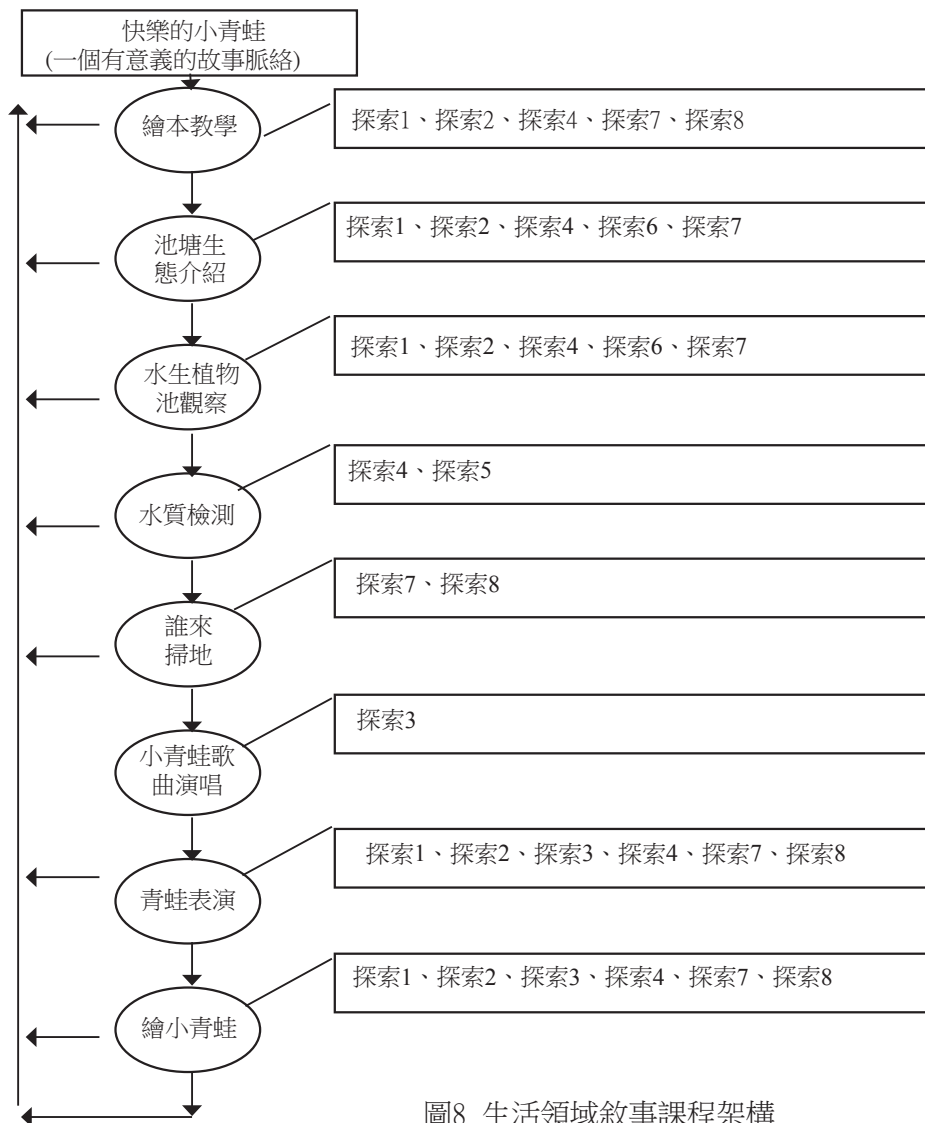 快樂的小青蛙
(一個有意義的故事脈絡)
繪本教學
探索1、探索2、探索4、探索7、探索8
池塘生
態介紹
探索1、探索2、探索4、探索6、探索7
水生植物
池觀察
探索1、探索2、探索4、探索6、探索7
水質檢測
探索4、探索5
誰來
掃地
探索7、探索8
小青蛙歌
曲演唱
探索3
青蛙表演
探索1、探索2、探索3、探索4、探索7、探索8
繪小青蛙
探索1、探索2、探索3、探索4、探索7、探索8
圖8 生活領域敘事課程架構